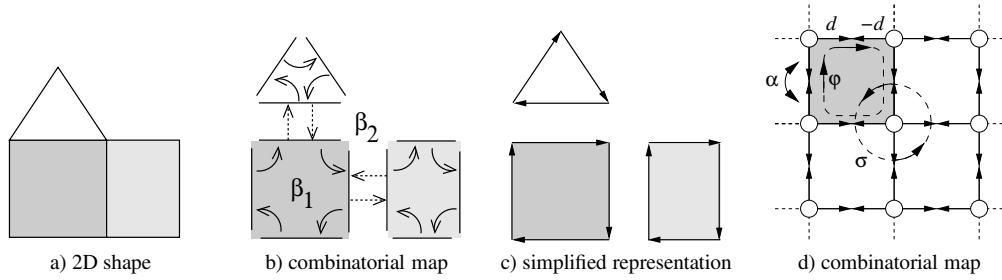 d -d
α φ
β2
β1
σ
a) 2D shape b) combinatorial map c) simplified representation d) combinatorial map